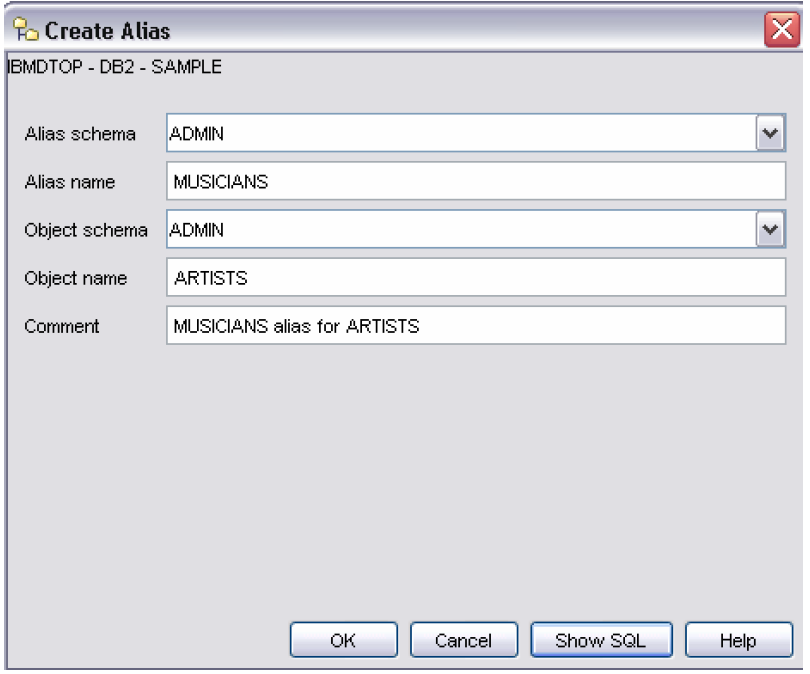 Create Alias
IBMDTOP - DB2 - SAMPLE
Alias schema ADMIN
Alias name MUSICIANS
Object schema ADMIN
Object name ARTISTS
Comment MUSICIANS alias for ARTISTS
OK Cancel Show SQL Help